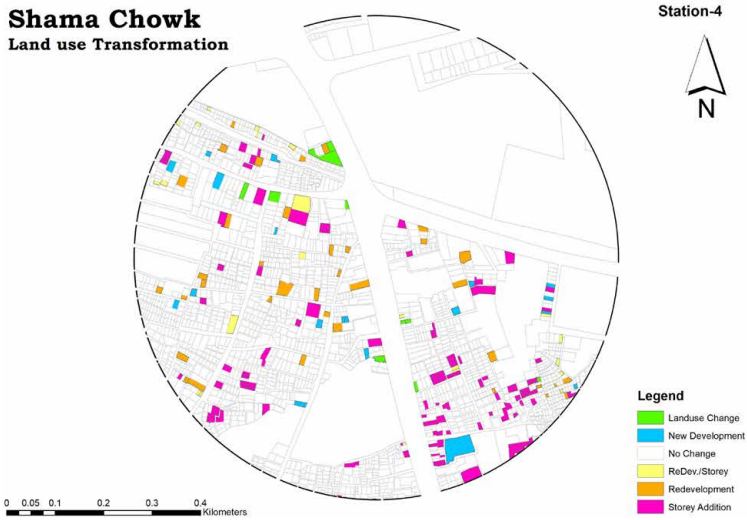 Shama Chowk
Land use Transformation
Station-4
N
Legend
Landuse Change
New Development
No Change
ReDev./Storey
Redevelopment
Storey Addition
0 0.05 0.1 0.2 0.3 0.4
Kilometers